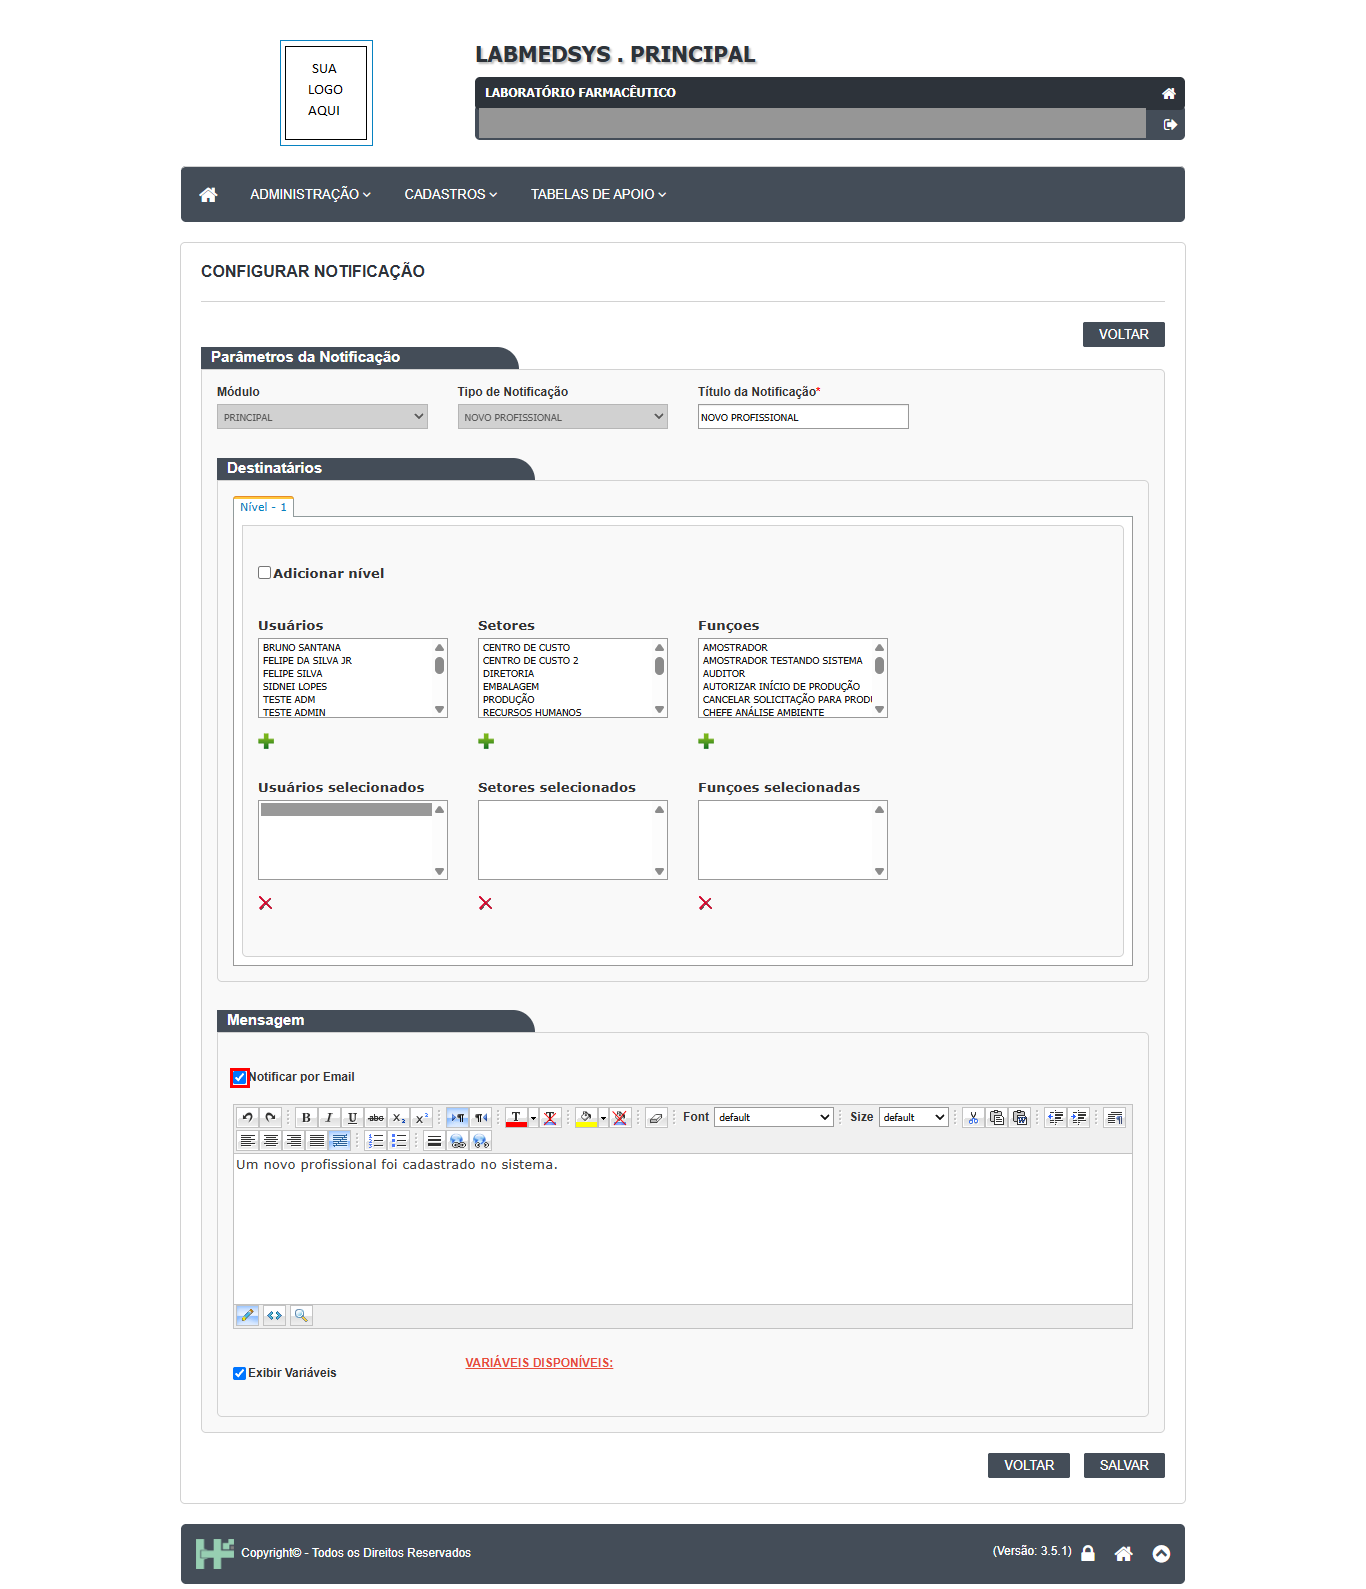 SUA
LOGO
AQUI
LABMEDSYS . PRINCIPAL
LABORATÓRIO FARMACÊUTICO
ADMINISTRAÇÃO CADASTROS TABELAS DE APOIO
CONFIGURAR NOTIFICAÇÃO
VOLTAR
Parâmetros da Notificação
Módulo Tipo de Notificação Título da Notificação*
PRINCIPAL NOVO PROFISSIONAL NOVO PROFISSIONAL
Destinatários
Nível - 1
Adicionar nível
Usuários Setores Funçoes
BRUNO SANTANA CENTRO DE CUSTO AMOSTRADOR
FELIPE DA SILVA JR CENTRO DE CUSTO 2 AMOSTRADOR TESTANDO SISTEMA
FELIPE SILVA DIRETORIA AUDITOR
SIDNEI LOPES EMBALAGEM AUTORIZAR INÍCIO DE PRODUÇÃO
TESTE ADM PRODUÇÃO CANCELAR SOLICITAÇÃO PARA PRODU
TESTE ADMIN RECURSOS HUMANOS CHEFE ANÁLISE AMBIENTE
Usuários selecionados Setores selecionados Funçoes selecionadas
Mensagem
Notificar por Email
Font default Size default
Um novo profissional foi cadastrado no sistema.
VARIÁVEIS DISPONÍVEIS:
Exibir Variáveis
VOLTAR SALVAR
Copyright© - Todos os Direitos Reservados (Versão: 3.5.1)